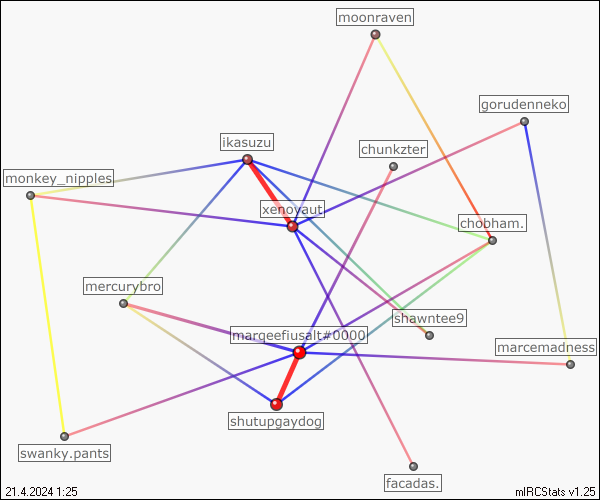 moonraven
gorudenneko
ikasuzu
chunkzter
monkey_nipples
xenoyaut
chobham.
mercurybro
shawntee9
margeefiusalt#0000
marcemadness
shutupgaydog
swanky.pants
facadas.
21.4.2024 1:25
mIRCStats v1.25